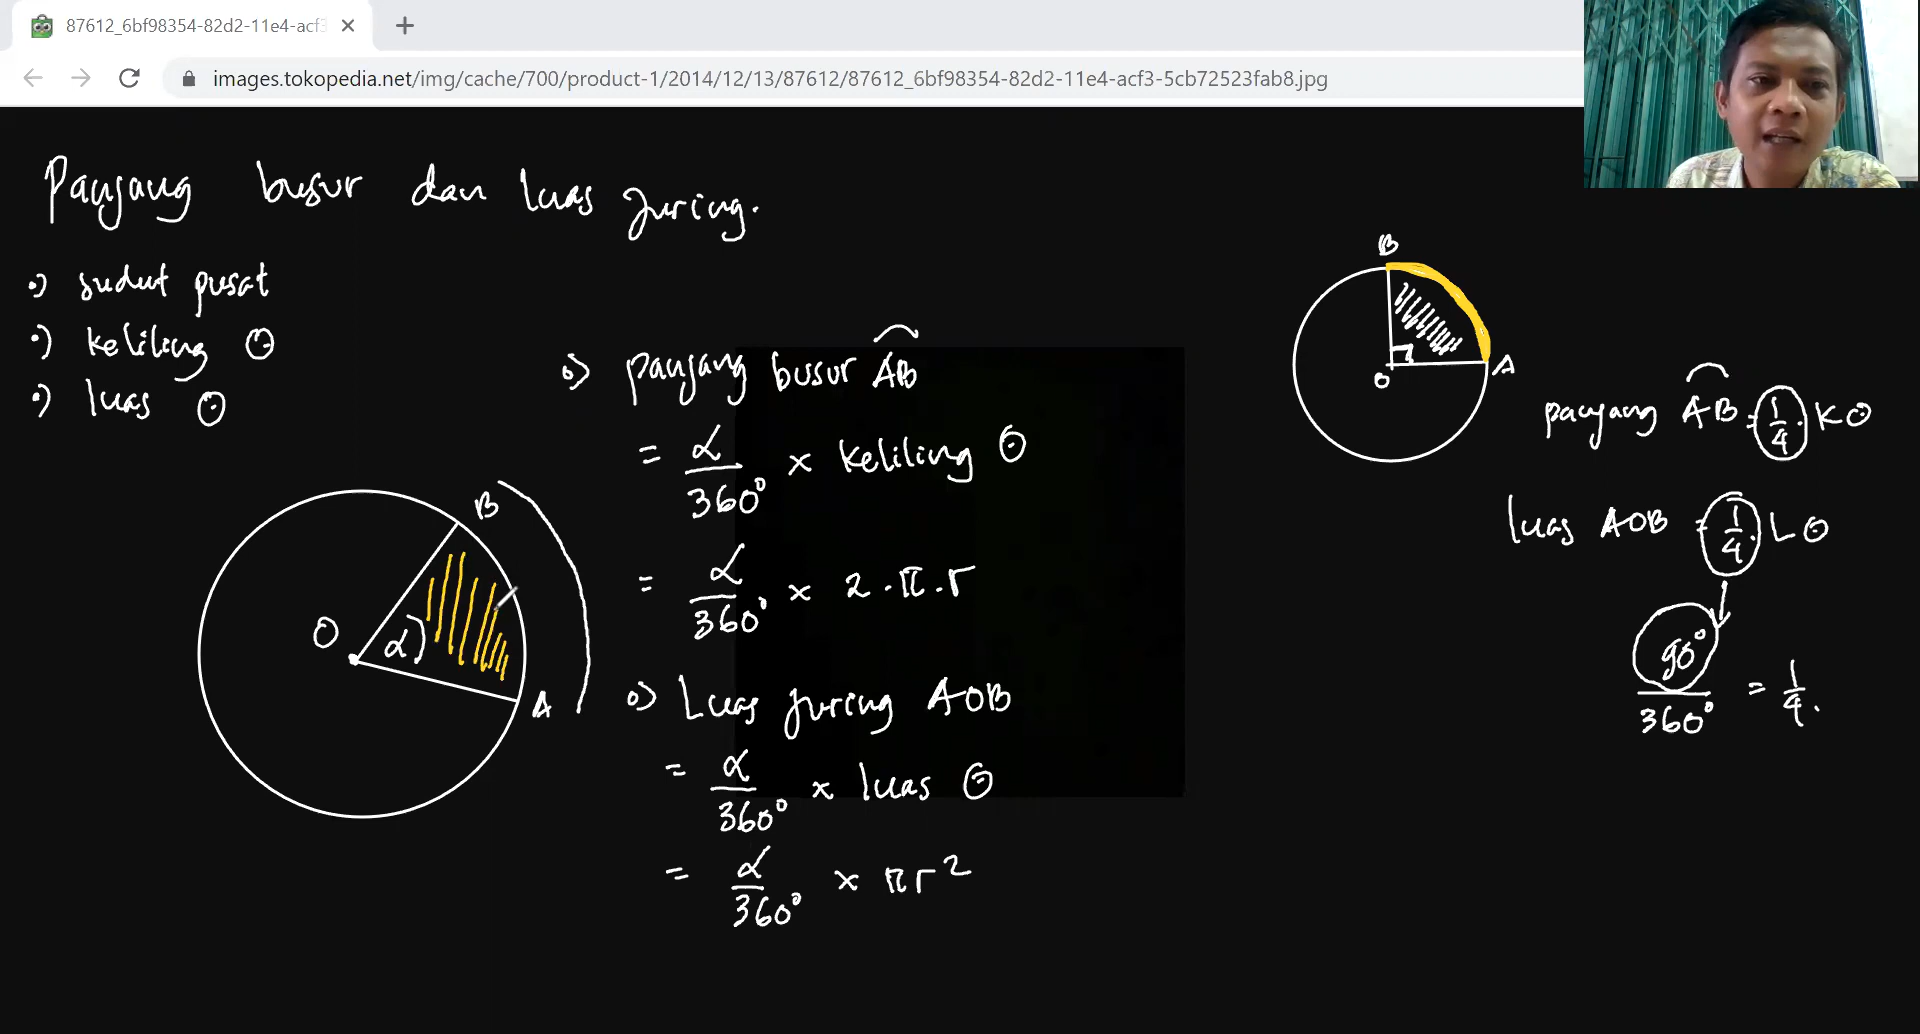 87612_6bf98354-82d2-11e4-acf3
images.tokopedia.net/img/cache/700/product-1/2014/12/13/87612/87612_6bf98354-82d2-11e4-acf3-5cb72523fab8.jpg
Panjang busur dan luas juring.
•) sudut pusat
•) keliling ⊙
•) luas ⊙
O
α
B
A
•) panjang busur AB
= α/360° × keliling ⊙
= α/360° × 2 . π . r
•) Luas juring AOB
= α/360° × luas ⊙
= α/360° × πr²
B
O
A
panjang AB = 1/4 . K⊙
luas AOB = 1/4 . L⊙
90°/360° = 1/4.